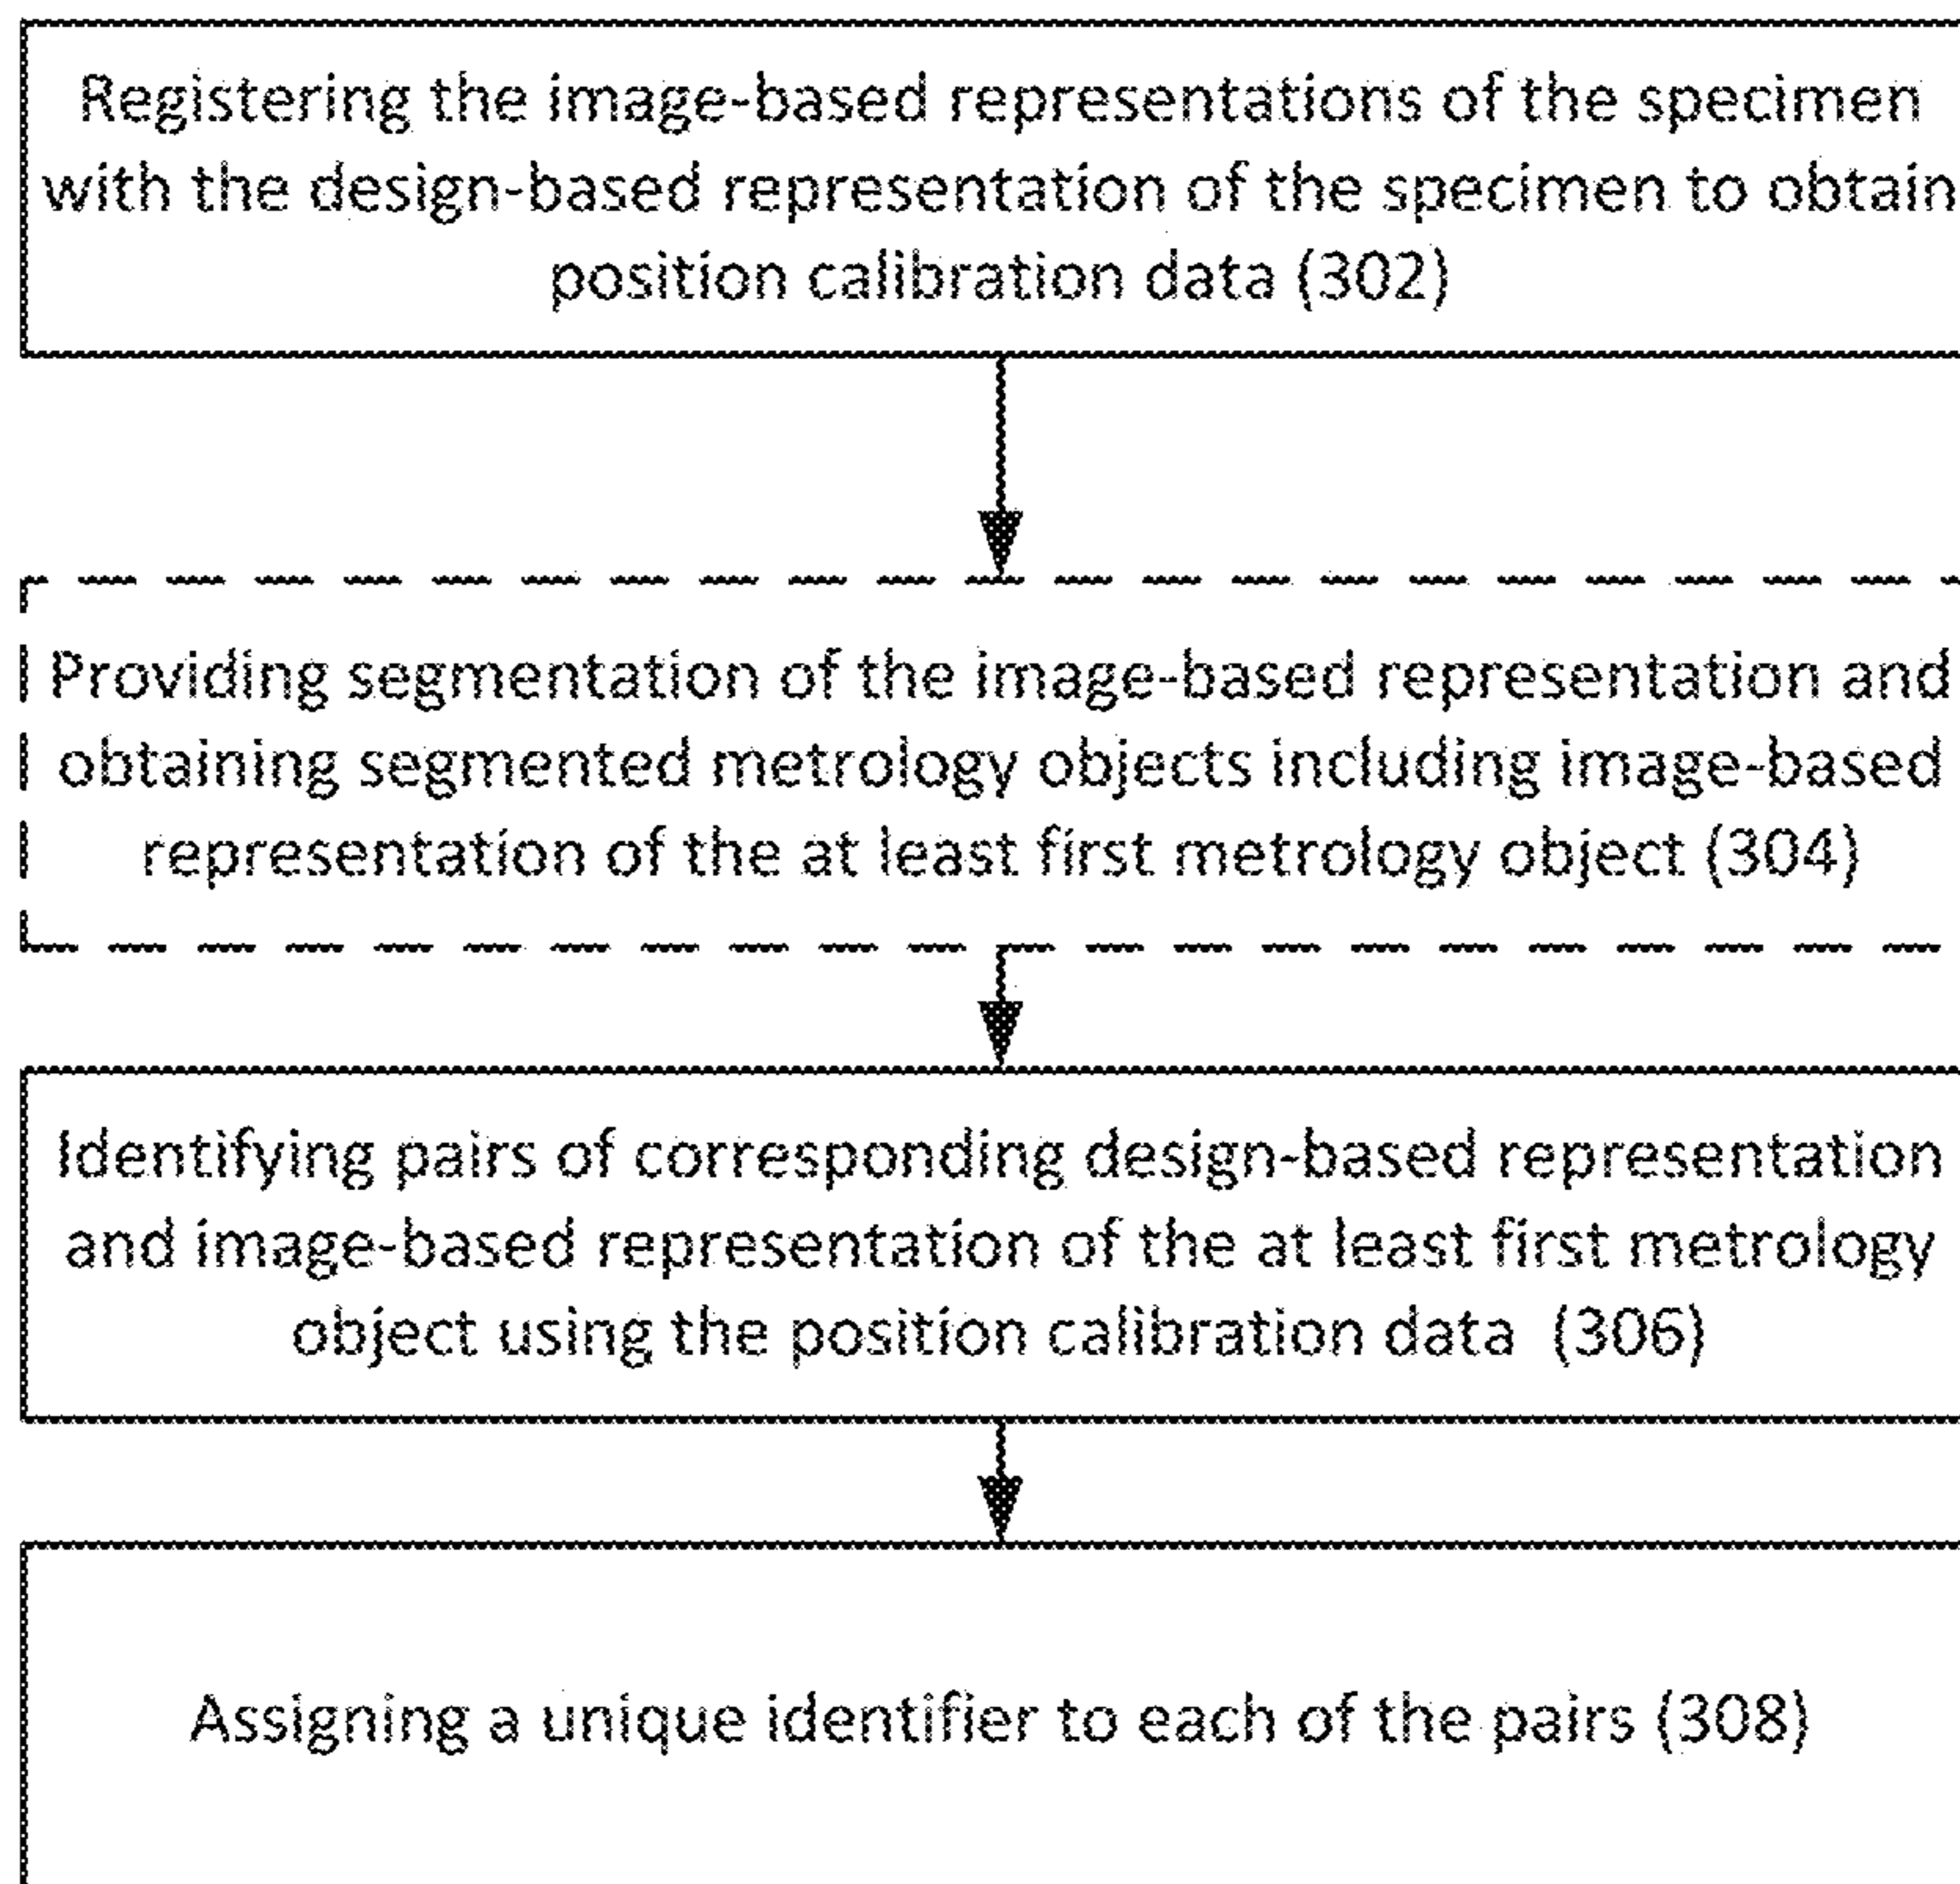 Registering the image-based representations of the specimen
with the design-based representation of the specimen to obtain
position calibration data (302)
Providing segmentation of the image-based representation and
obtaining segmented metrology objects including image-based
representation of the at least first metrology object (304)
Identifying pairs of corresponding design-based representation
and image-based representation of the at least first metrology
object using the position calibration data (306)
Assigning a unique identifier to each of the pairs (308)